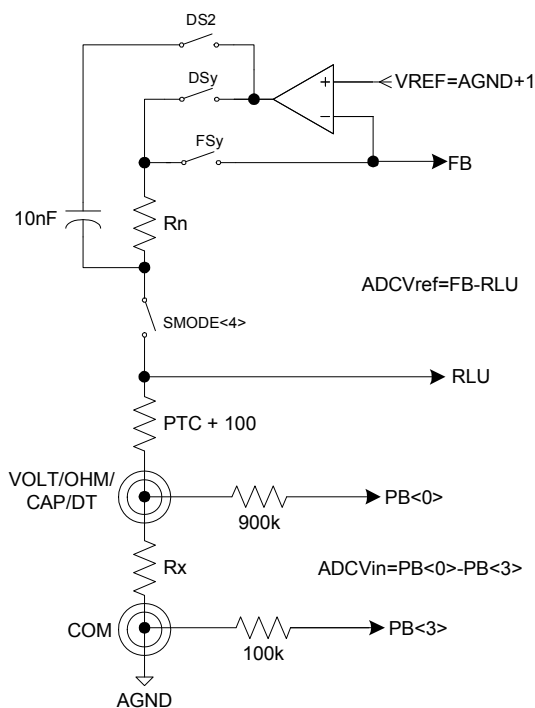 DS2
DSy
+
VREF=AGND+1
−
FSy
FB
10nF
Rn
ADCVref=FB-RLU
SMODE<4>
RLU
PTC + 100
VOLT/OHM/
CAP/DT
PB<0>
900k
Rx
ADCVin=PB<0>-PB<3>
COM
PB<3>
100k
AGND